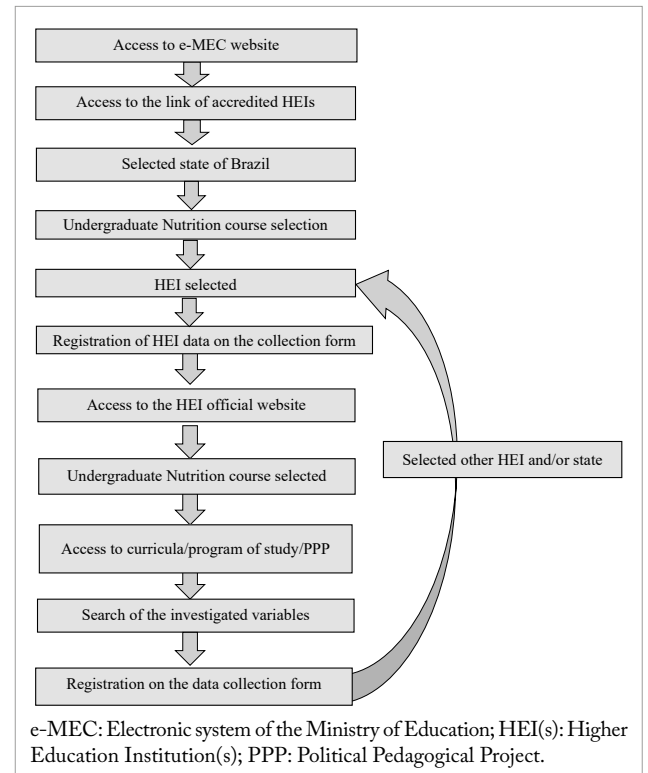 Access to e-MEC website
Access to the link of accredited HEIs
Selected state of Brazil
Undergraduate Nutrition course selection
HEI selected
Registration of HEI data on the collection form
Access to the HEI official website
Selected other HEI and/or state
Undergraduate Nutrition course selected
Access to curricula/program of study/PPP
Search of the investigated variables
Registration on the data collection form
e-MEC: Electronic system of the Ministry of Education; HEI(s): Higher
Education Institution(s); PPP: Political Pedagogical Project.